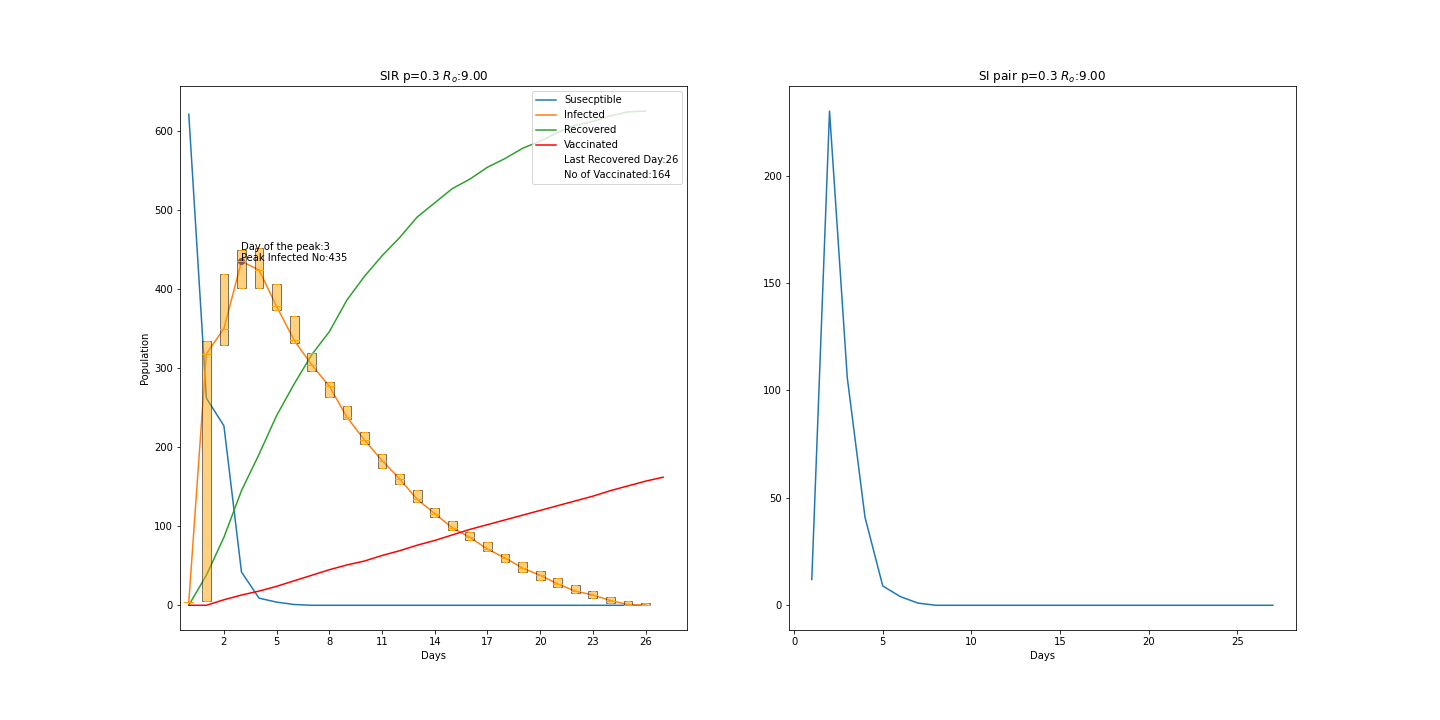 SIR p=0.3 Ro:9.00
Susecptible
Infected
Recovered
Vaccinated
Last Recovered Day:26
No of Vaccinated:164
Day of the peak:3
Peak Infected No:435
600
500
400
300
200
100
0
Population
2 5 8 11 14 17 20 23 26
Days
SI pair p=0.3 Ro:9.00
200
150
100
50
0
0 5 10 15 20 25
Days